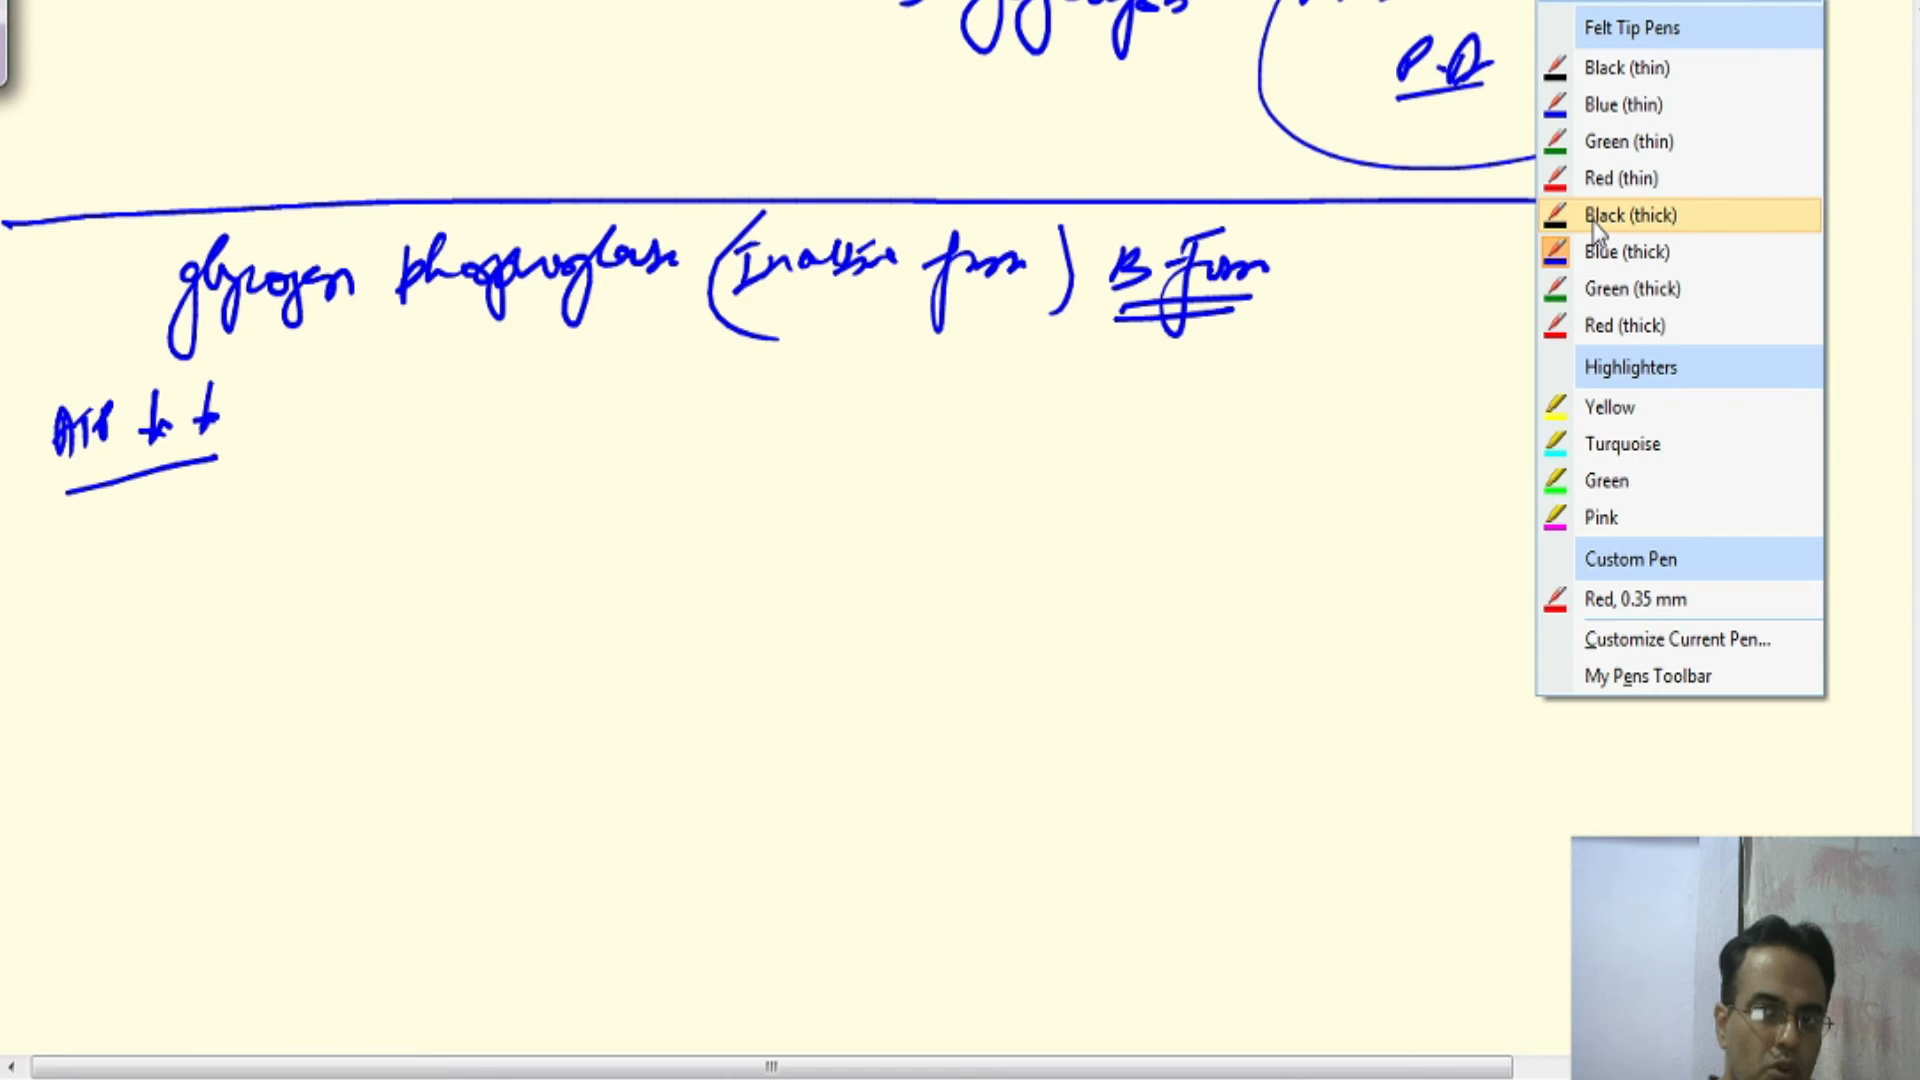 P.D
glycogen phosphorylase (Inactive form) B form
ATP ↓ ↓
Felt Tip Pens
Black (thin)
Blue (thin)
Green (thin)
Red (thin)
Black (thick)
Blue (thick)
Green (thick)
Red (thick)
Highlighters
Yellow
Turquoise
Green
Pink
Custom Pen
Red, 0.35 mm
Customize Current Pen...
My Pens Toolbar